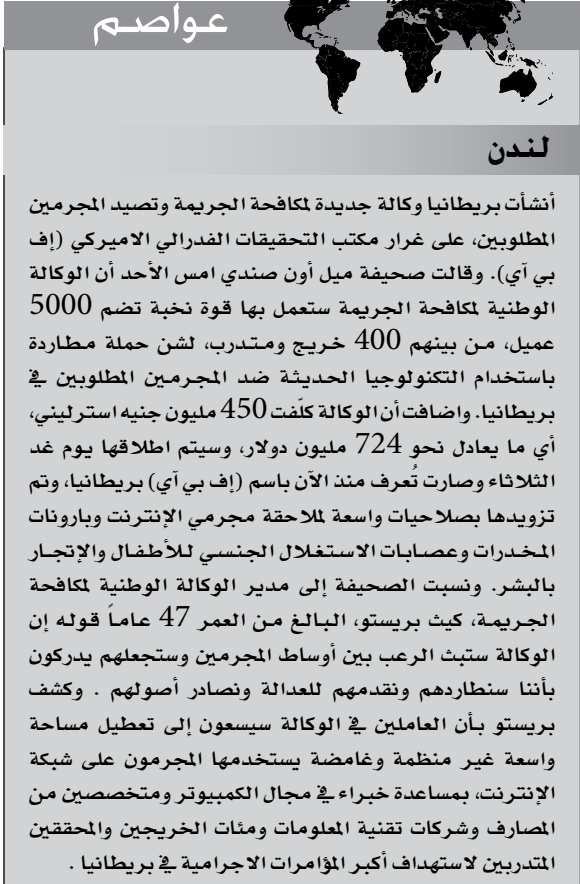 عواصم
لندن
أنشأت بريطانيا وكالة جديدة لمكافحة الجريمة وتصيد المجرمين
المطلوبين، على غرار مكتب التحقيقات الفدرالي الاميركي (إف
بي آي). وقالت صحيفة ميل أون صندي امس الأحد أن الوكالة
الوطنية لمكافحة الجريمة ستعمل بها قوة نخبة تضم 5000
عميل، من بينهم 400 خريج ومتدرب، لشن حملة مطاردة
باستخدام التكنولوجيا الحديثة ضد المجرمين المطلوبين في
بريطانيا. واضافت أن الوكالة كلّفت 450 مليون جنيه استرليني،
أي ما يعادل نحو 724 مليون دولار، وسيتم اطلاقها يوم غد
الثلاثاء وصارت تُعرف منذ الآن باسم (إف بي آي) بريطانيا، وتم
تزويدها بصلاحيات واسعة لملاحقة مجرمي الإنترنت وبارونات
المخدرات وعصابات الاستغلال الجنسي للأطفال والإتجار
بالبشر. ونسبت الصحيفة إلى مدير الوكالة الوطنية لمكافحة
الجريمة، كيث بريستو، البالغ من العمر 47 عاماً قوله إن
الوكالة ستبث الرعب بين أوساط المجرمين وستجعلهم يدركون
بأننا سنطاردهم ونقدمهم للعدالة ونصادر أصولهم . وكشف
بريستو بأن العاملين في الوكالة سيسعون إلى تعطيل مساحة
واسعة غير منظمة وغامضة يستخدمها المجرمون على شبكة
الإنترنت، بمساعدة خبراء في مجال الكمبيوتر ومتخصصين من
المصارف وشركات تقنية المعلومات ومئات الخريجين والمحققين
المتدربين لاستهداف أكبر المؤامرات الاجرامية في بريطانيا .